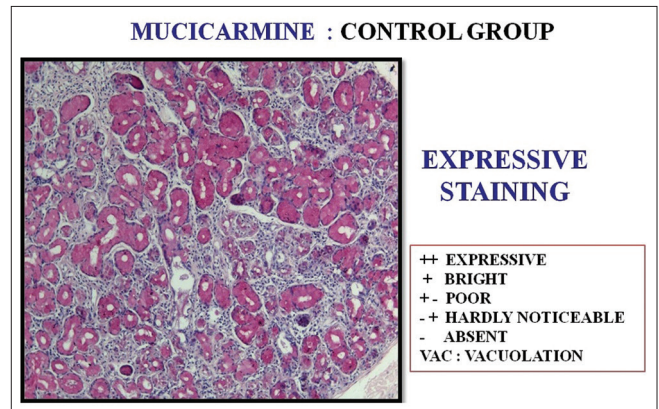 MUCICARMINE : CONTROL GROUP
EXPRESSIVE
STAINING
++ EXPRESSIVE
+ BRIGHT
+ - POOR
- + HARDLY NOTICEABLE
- ABSENT
VAC : VACUOLATION